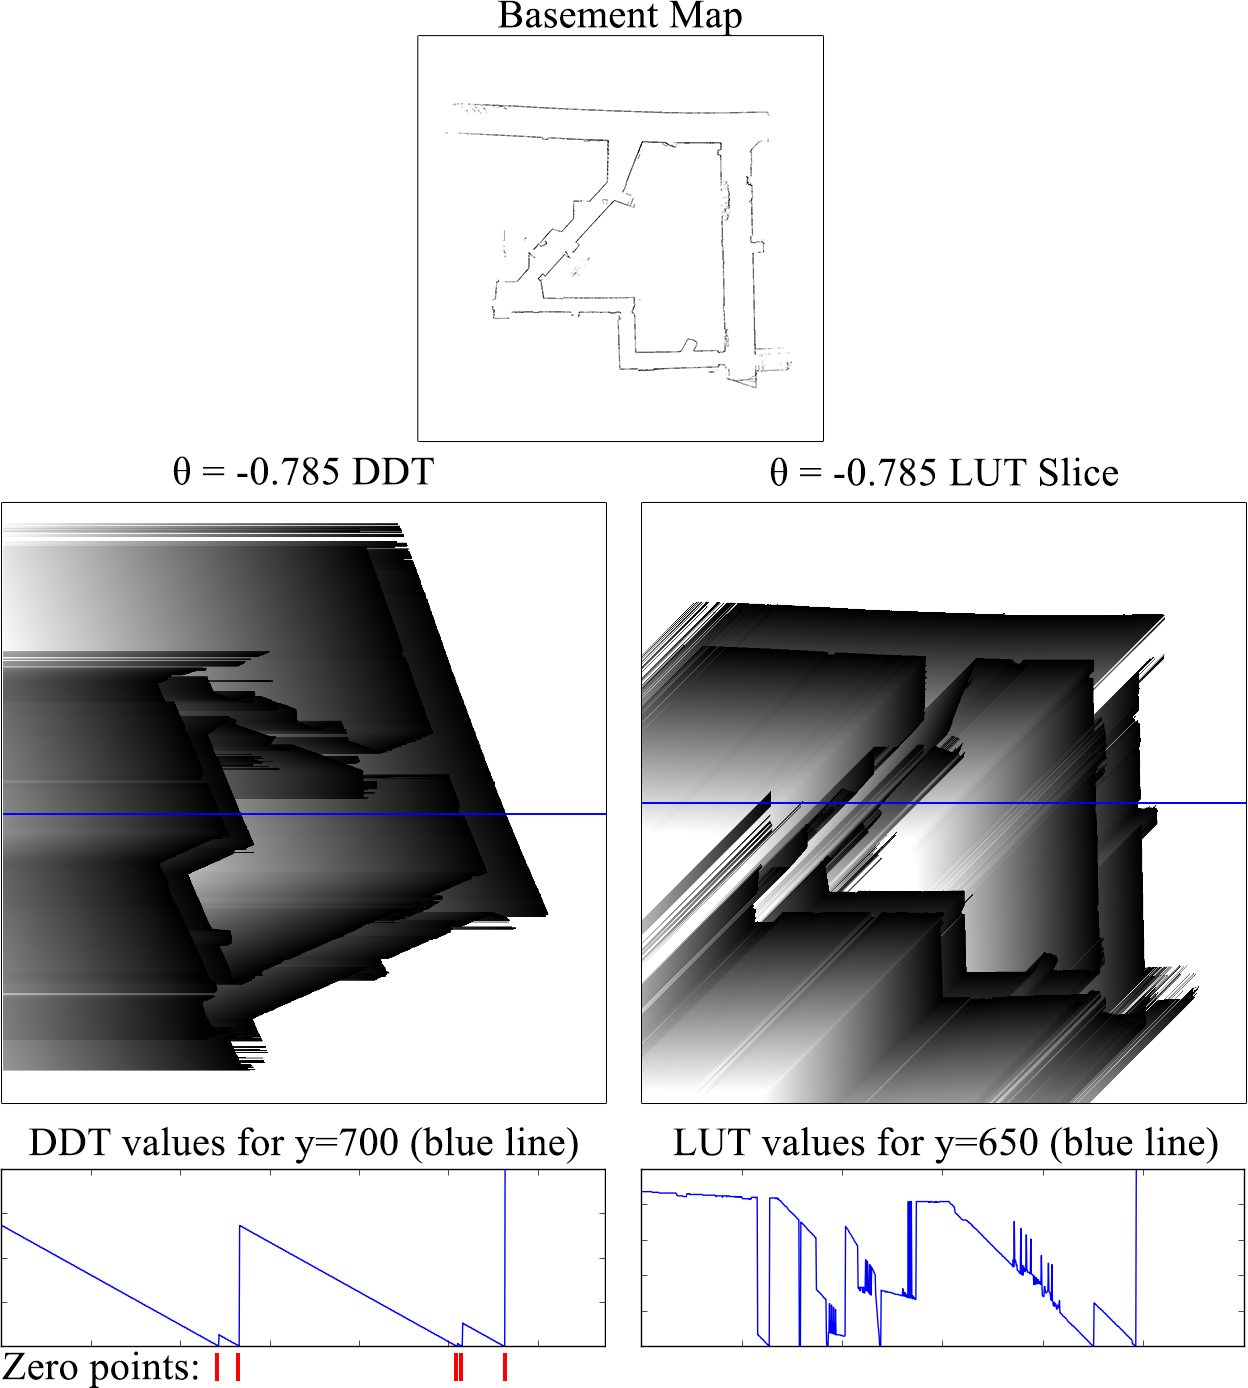 Basement Map
θ = -0.785 DDT
θ = -0.785 LUT Slice
DDT values for y=700 (blue line)
LUT values for y=650 (blue line)
Zero points: